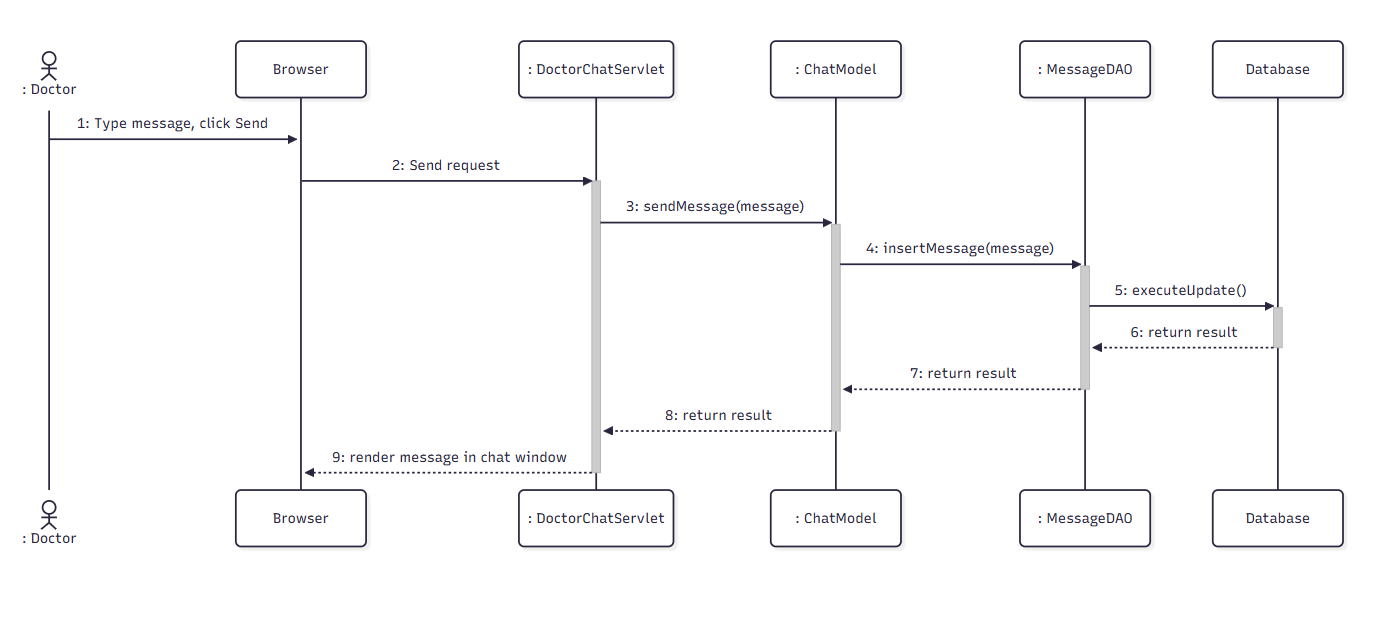 : Doctor
Browser
: DoctorChatServlet
: ChatModel
: MessageDAO
Database
1: Type message, click Send
2: Send request
3: sendMessage(message)
4: insertMessage(message)
5: executeUpdate()
6: return result
7: return result
8: return result
9: render message in chat window
: Doctor
Browser
: DoctorChatServlet
: ChatModel
: MessageDAO
Database